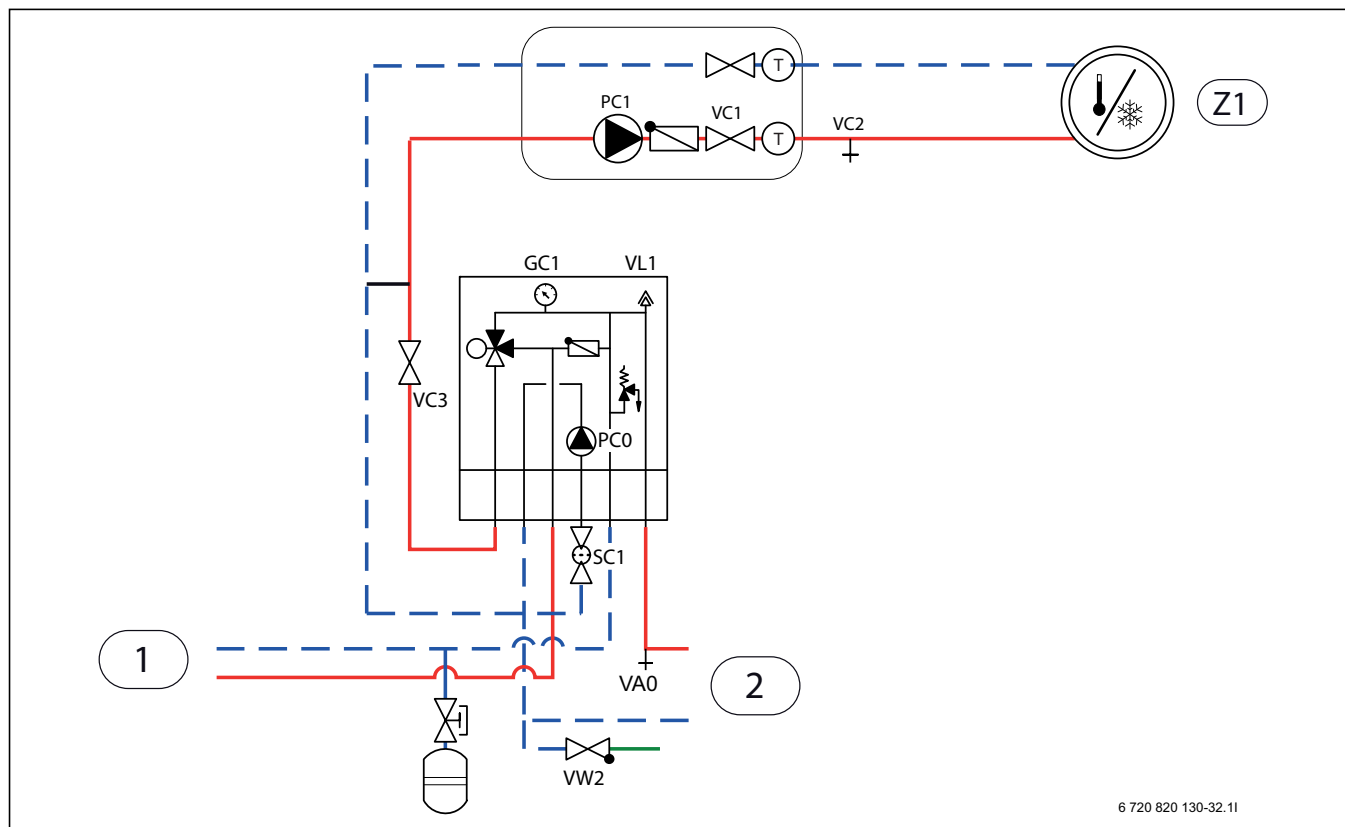 T
Z1
PC1
VC1
T
VC2
GC1
VL1
VC3
PC0
SC1
1
2
VA0
VW2
6 720 820 130-32.1I